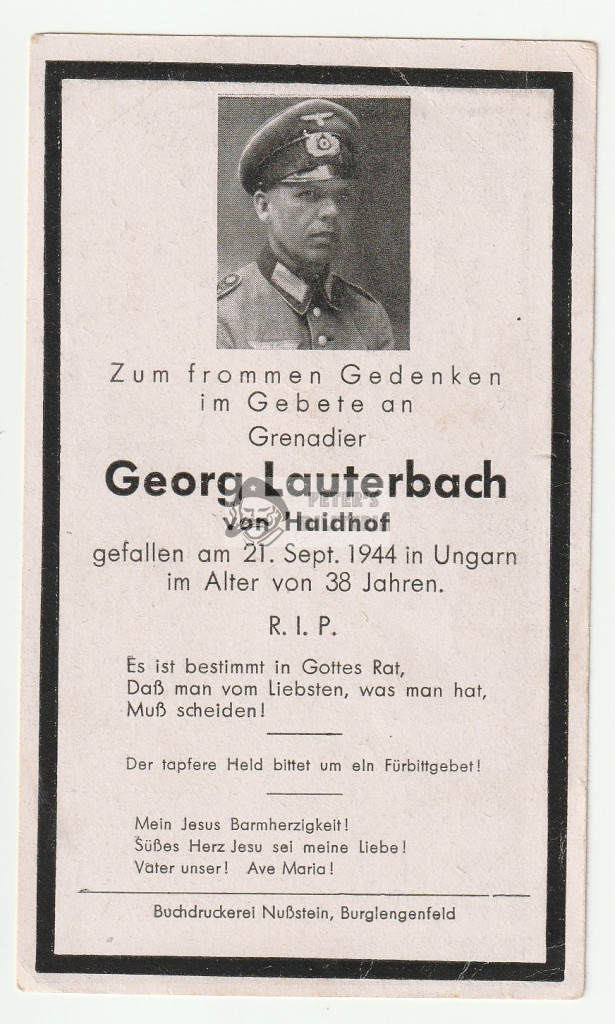 Zum frommen Gedenken
im Gebete an
Grenadier
Georg Lauterbach
von Haidhof
gefallen am 21. Sept. 1944 in Ungarn
im Alter von 38 Jahren.
R. I. P.
Es ist bestimmt in Gottes Rat,
Daß man vom Liebsten, was man hat,
Muß scheiden!
Der tapfere Held bittet um ein Fürbittgebet!
Mein Jesus Barmherzigkeit!
Süßes Herz Jesu sei meine Liebe!
Vater unser! Ave Maria!
Buchdruckerei Nußstein, Burglengenfeld
PETER'S